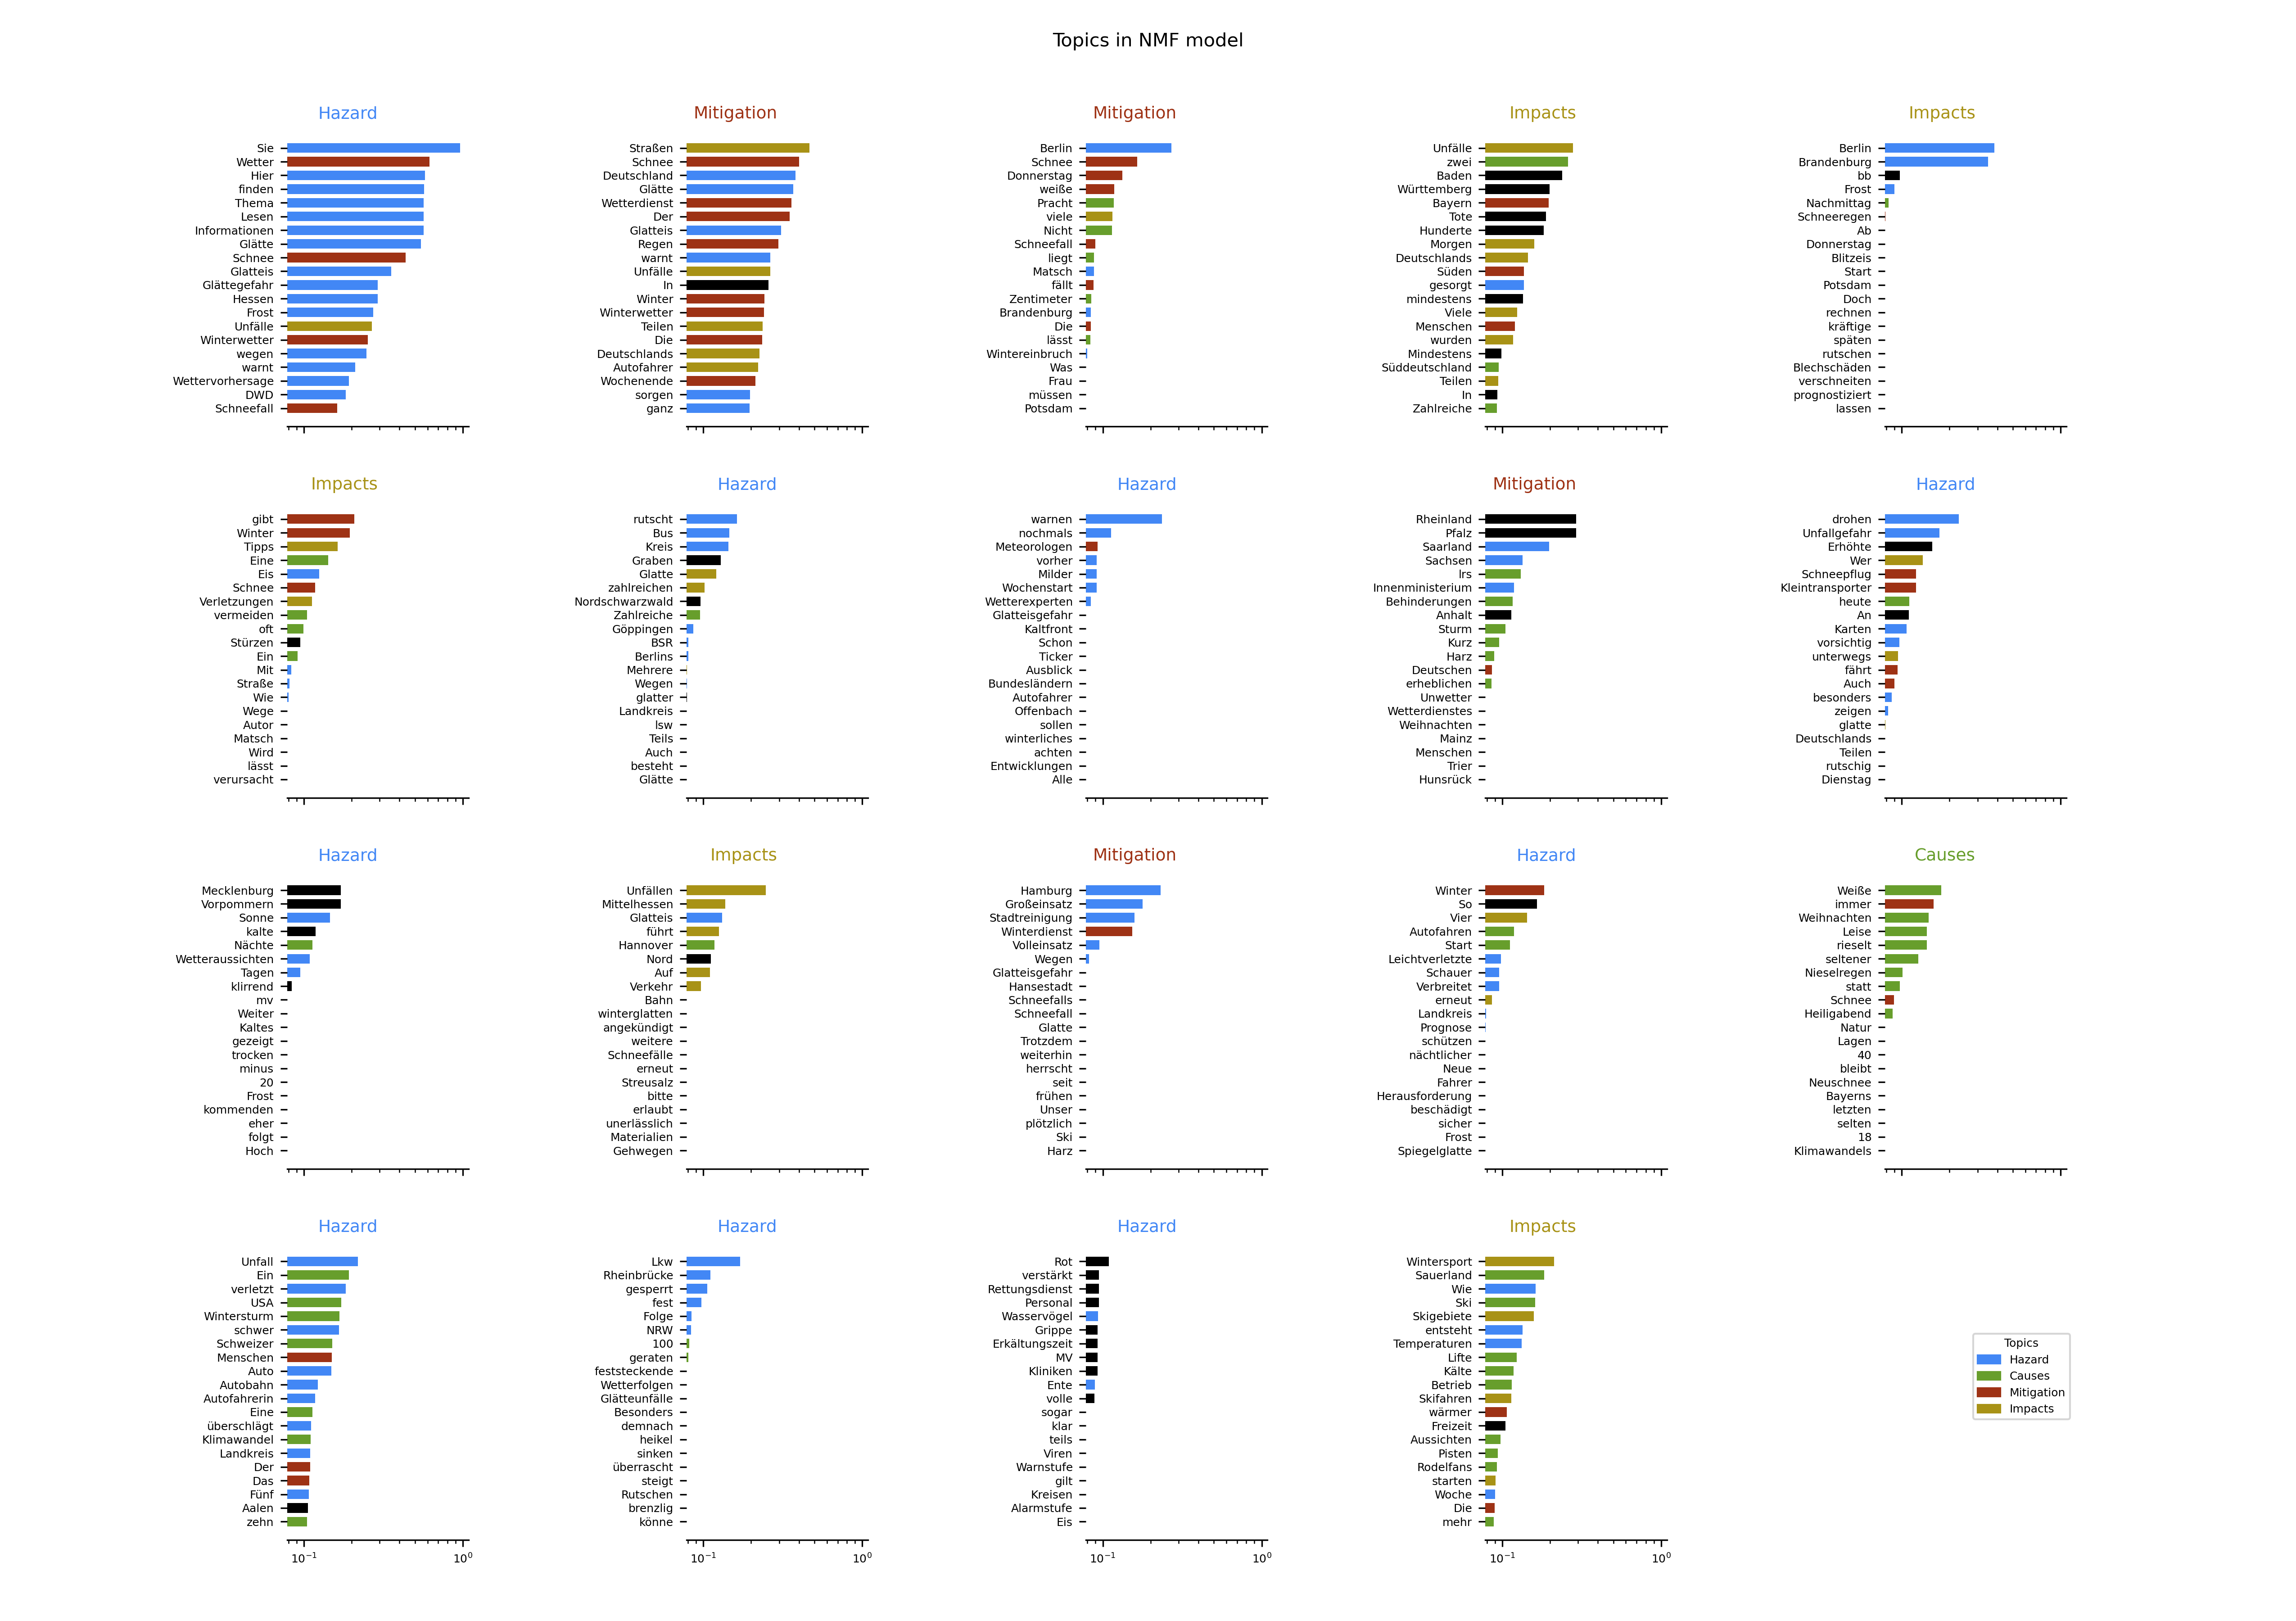 Topics in NMF model
Hazard
Sie
Wetter
Hier
finden
Thema
Lesen
Informationen
Glätte
Schnee
Glatteis
Glättegefahr
Hessen
Frost
Unfälle
Winterwetter
wegen
warnt
Wettervorhersage
DWD
Schneefall
Mitigation
Straßen
Schnee
Deutschland
Glätte
Wetterdienst
Der
Glatteis
Regen
warnt
Unfälle
In
Winter
Winterwetter
Teilen
Die
Deutschlands
Autofahrer
Wochenende
sorgen
ganz
Mitigation
Berlin
Schnee
Donnerstag
weiße
Pracht
viele
Nicht
Schneefall
liegt
Matsch
fällt
Zentimeter
Brandenburg
Die
lässt
Wintereinbruch
Was
Frau
müssen
Potsdam
Impacts
Unfälle
zwei
Baden
Württemberg
Bayern
Tote
Hunderte
Morgen
Deutschlands
Süden
gesorgt
mindestens
Viele
Menschen
wurden
Mindestens
Süddeutschland
Teilen
In
Zahlreiche
Impacts
Berlin
Brandenburg
bb
Frost
Nachmittag
Schneeregen
Ab
Donnerstag
Blitzeis
Start
Potsdam
Doch
rechnen
kräftige
späten
rutschen
Blechschäden
verschneiten
prognostiziert
lassen
Impacts
gibt
Winter
Tipps
Eine
Eis
Schnee
Verletzungen
vermeiden
oft
Stürzen
Ein
Mit
Straße
Wie
Wege
Autor
Matsch
Wird
lässt
verursacht
Hazard
rutscht
Bus
Kreis
Graben
Glatte
zahlreichen
Nordschwarzwald
Zahlreiche
Göppingen
BSR
Berlins
Mehrere
Wegen
glatter
Landkreis
lsw
Teils
Auch
besteht
Glätte
Hazard
warnen
nochmals
Meteorologen
vorher
Milder
Wochenstart
Wetterexperten
Glatteisgefahr
Kaltfront
Schon
Ticker
Ausblick
Bundesländern
Autofahrer
Offenbach
sollen
winterliches
achten
Entwicklungen
Alle
Mitigation
Rheinland
Pfalz
Saarland
Sachsen
lrs
Innenministerium
Behinderungen
Anhalt
Sturm
Kurz
Harz
Deutschen
erheblichen
Unwetter
Wetterdienstes
Weihnachten
Mainz
Menschen
Trier
Hunsrück
Hazard
drohen
Unfallgefahr
Erhöhte
Wer
Schneepflug
Kleintransporter
heute
An
Karten
vorsichtig
unterwegs
fährt
Auch
besonders
zeigen
glatte
Deutschlands
Teilen
rutschig
Dienstag
Hazard
Mecklenburg
Vorpommern
Sonne
kalte
Nächte
Wetteraussichten
Tagen
klirrend
mv
Weiter
Kaltes
gezeigt
trocken
minus
20
Frost
kommenden
eher
folgt
Hoch
Impacts
Unfällen
Mittelhessen
Glatteis
führt
Hannover
Nord
Auf
Verkehr
Bahn
winterglatten
angekündigt
weitere
Schneefälle
erneut
Streusalz
bitte
erlaubt
unerlässlich
Materialien
Gehwegen
Mitigation
Hamburg
Großeinsatz
Stadtreinigung
Winterdienst
Volleinsatz
Wegen
Glatteisgefahr
Hansestadt
Schneefalls
Schneefall
Glatte
Trotzdem
weiterhin
herrscht
seit
frühen
Unser
plötzlich
Ski
Harz
Hazard
Winter
So
Vier
Autofahren
Start
Leichtverletzte
Schauer
Verbreitet
erneut
Landkreis
Prognose
schützen
nächtlicher
Neue
Fahrer
Herausforderung
beschädigt
sicher
Frost
Spiegelglatte
Causes
Weiße
immer
Weihnachten
Leise
rieselt
seltener
Nieselregen
statt
Schnee
Heiligabend
Natur
Lagen
40
bleibt
Neuschnee
Bayerns
letzten
selten
18
Klimawandels
Hazard
Unfall
Ein
verletzt
USA
Wintersturm
schwer
Schweizer
Menschen
Auto
Autobahn
Autofahrerin
Eine
überschlägt
Klimawandel
Landkreis
Der
Das
Fünf
Aalen
zehn
10⁻¹ 10⁰
Hazard
Lkw
Rheinbrücke
gesperrt
fest
Folge
NRW
100
geraten
feststeckende
Wetterfolgen
Glätteunfälle
Besonders
demnach
heikel
sinken
überrascht
steigt
Rutschen
brenzlig
könne
10⁻¹ 10⁰
Hazard
Rot
verstärkt
Rettungsdienst
Personal
Wasservögel
Grippe
Erkältungszeit
MV
Kliniken
Ente
volle
sogar
klar
teils
Viren
Warnstufe
gilt
Kreisen
Alarmstufe
Eis
10⁻¹ 10⁰
Impacts
Wintersport
Sauerland
Wie
Ski
Skigebiete
entsteht
Temperaturen
Lifte
Kälte
Betrieb
Skifahren
wärmer
Freizeit
Aussichten
Pisten
Rodelfans
starten
Woche
Die
mehr
10⁻¹ 10⁰
Topics
Hazard
Causes
Mitigation
Impacts